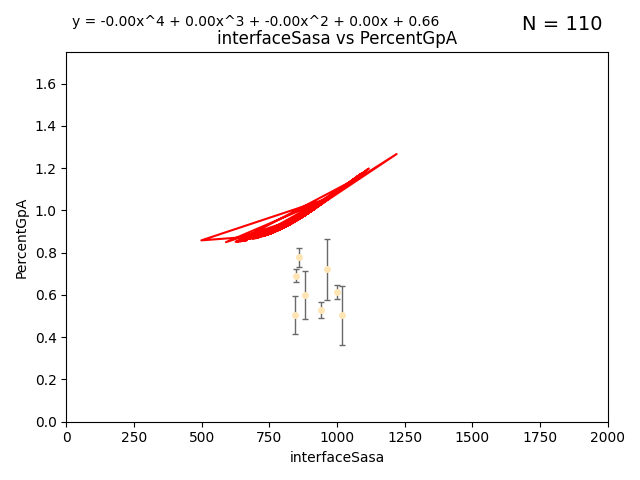 y = -0.00x^4 + 0.00x^3 + -0.00x^2 + 0.00x + 0.66
N = 110
interfaceSasa vs PercentGpA
1.6
1.4
1.2
1.0
0.8
0.6
0.4
0.2
0.0
PercentGpA
0 250 500 750 1000 1250 1500 1750 2000
interfaceSasa